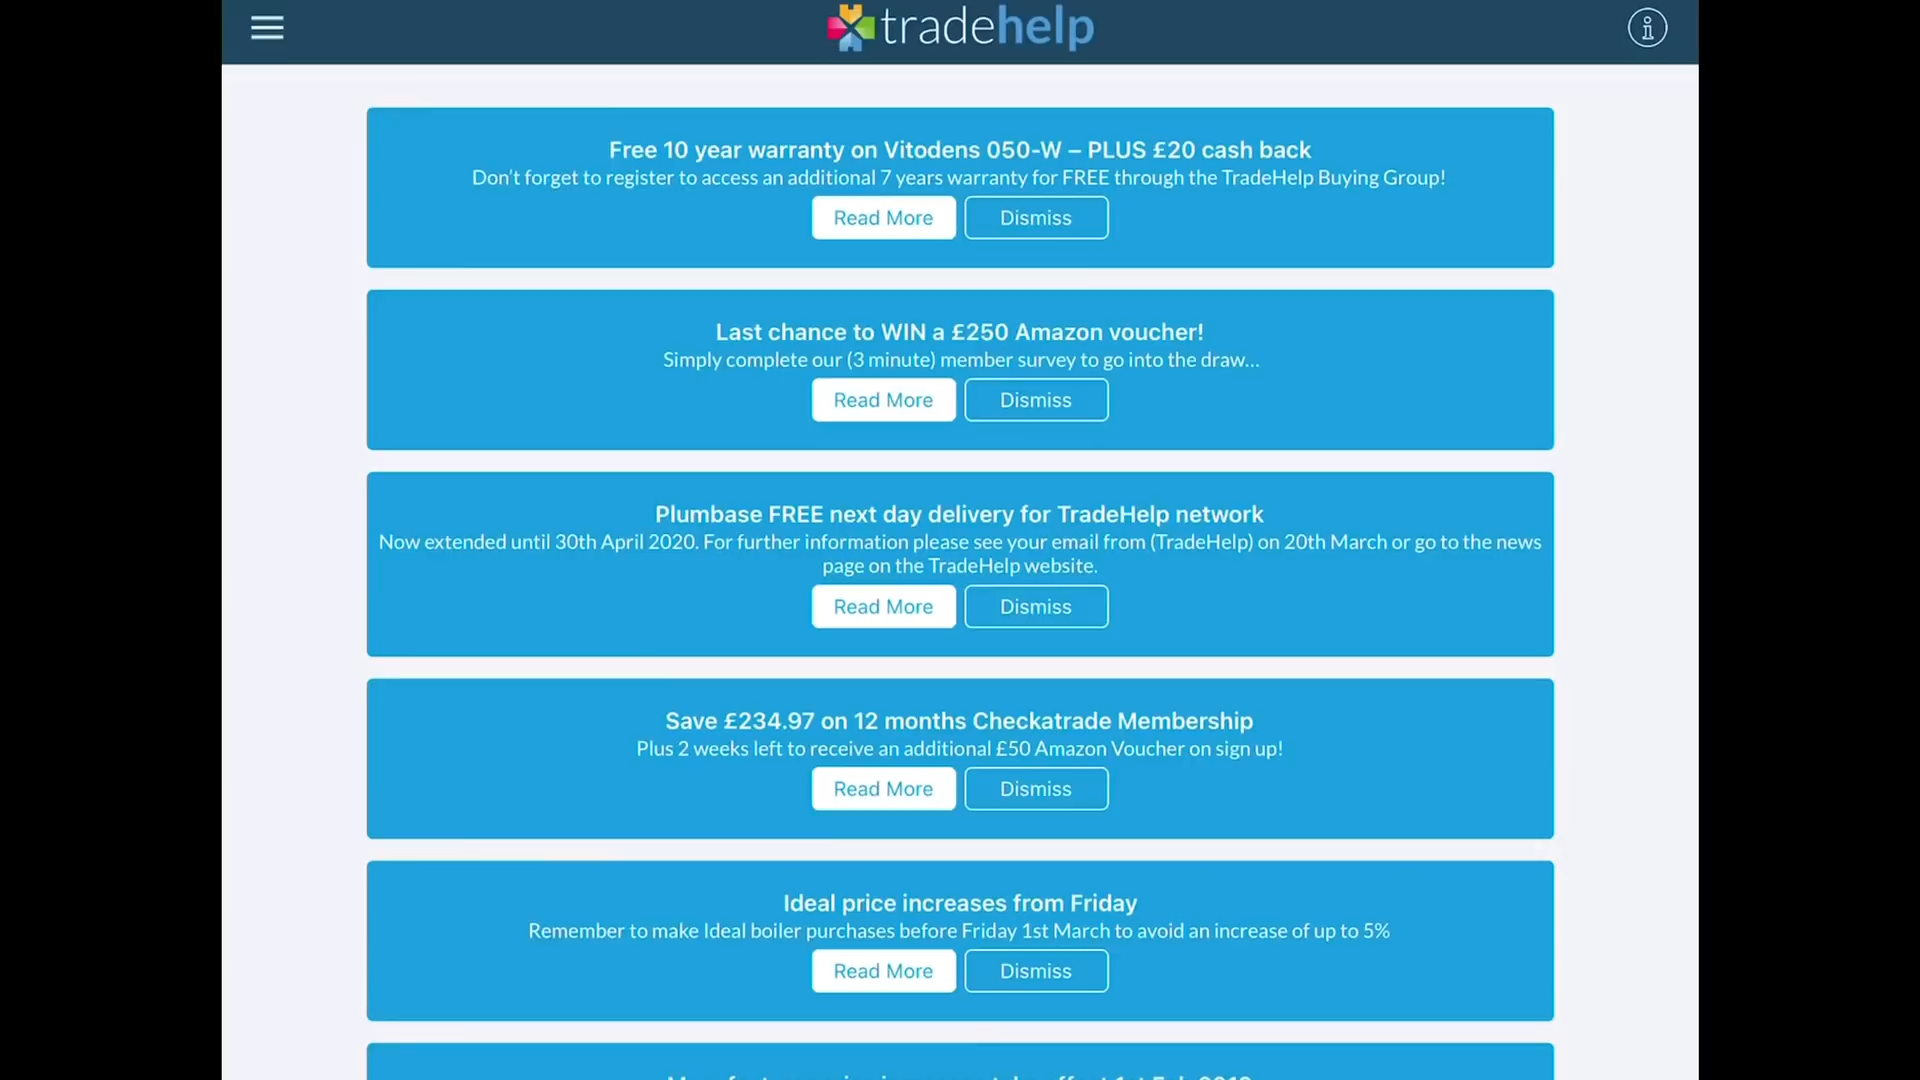 tradehelp
Free 10 year warranty on Vitodens 050-W – PLUS £20 cash back
Don't forget to register to access an additional 7 years warranty for FREE through the TradeHelp Buying Group!
Read More Dismiss
Last chance to WIN a £250 Amazon voucher!
Simply complete our (3 minute) member survey to go into the draw...
Read More Dismiss
Plumbase FREE next day delivery for TradeHelp network
Now extended until 30th April 2020. For further information please see your email from (TradeHelp) on 20th March or go to the news
page on the TradeHelp website.
Read More Dismiss
Save £234.97 on 12 months Checkatrade Membership
Plus 2 weeks left to receive an additional £50 Amazon Voucher on sign up!
Read More Dismiss
Ideal price increases from Friday
Remember to make Ideal boiler purchases before Friday 1st March to avoid an increase of up to 5%
Read More Dismiss